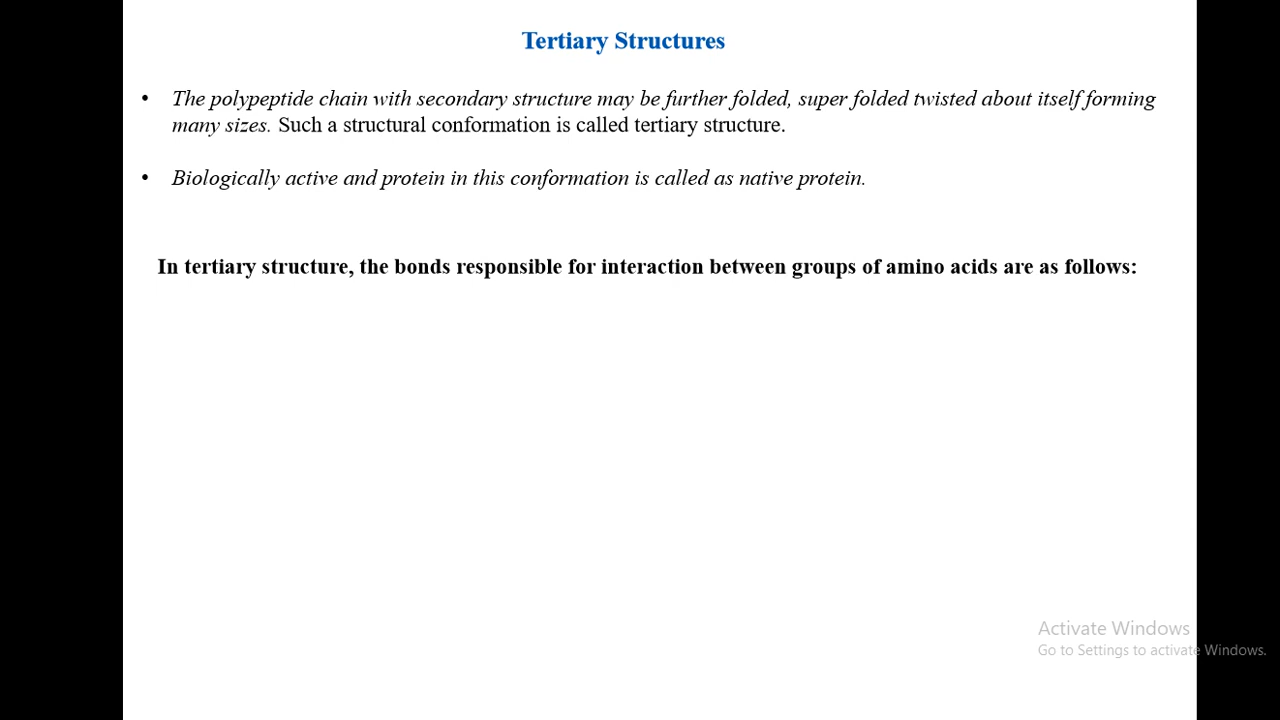 Tertiary Structures
• The polypeptide chain with secondary structure may be further folded, super folded twisted about itself forming
many sizes. Such a structural conformation is called tertiary structure.
• Biologically active and protein in this conformation is called as native protein.
In tertiary structure, the bonds responsible for interaction between groups of amino acids are as follows:
Activate Windows
Go to Settings to activate Windows.